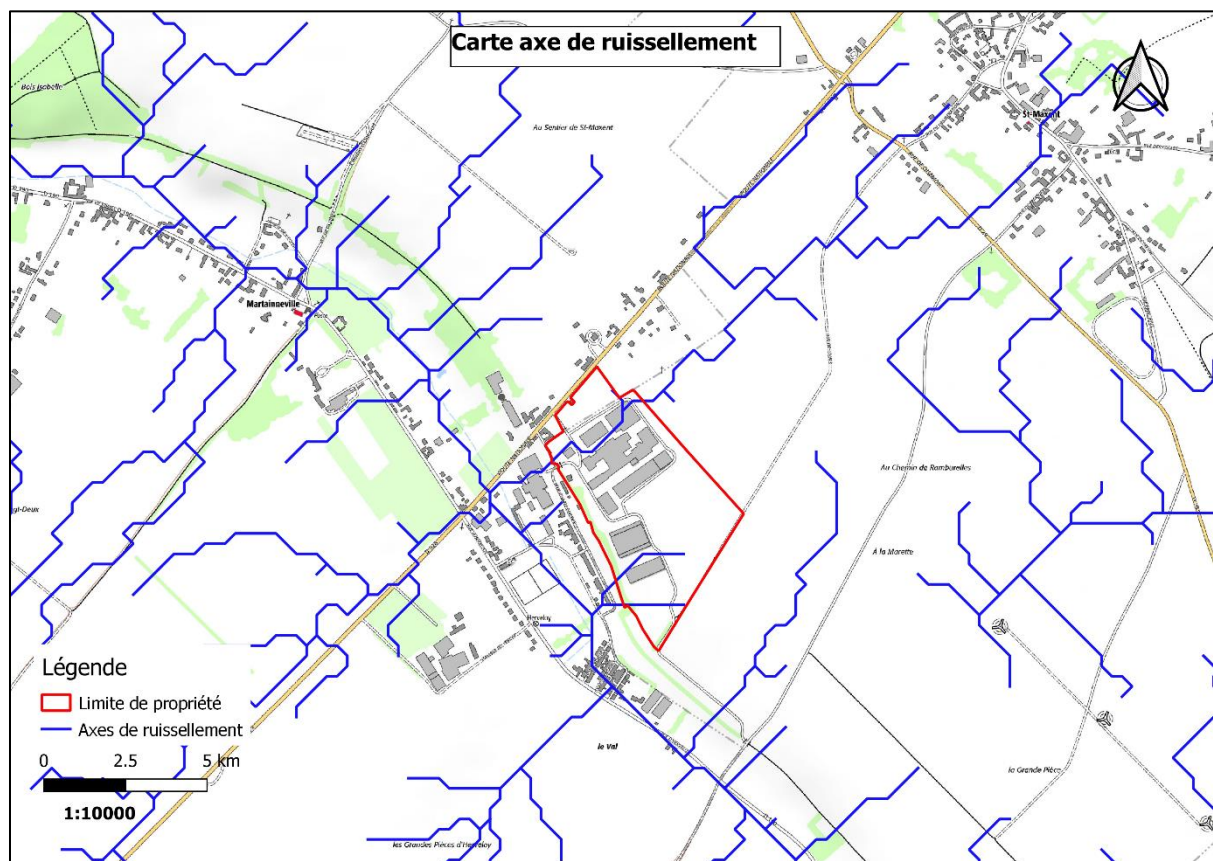 Carte axe de ruissellement
Bois Isabelle
Au Sentier de St-Maxent
St-Maxent
Martainneville
Au Chemin de Rambures
À la Marette
Herveloy
le Val
la Grande Pièce
les Grandes Pièces d'Herveloy
Légende
Limite de propriété
Axes de ruissellement
0 2.5 5 km
1:10000